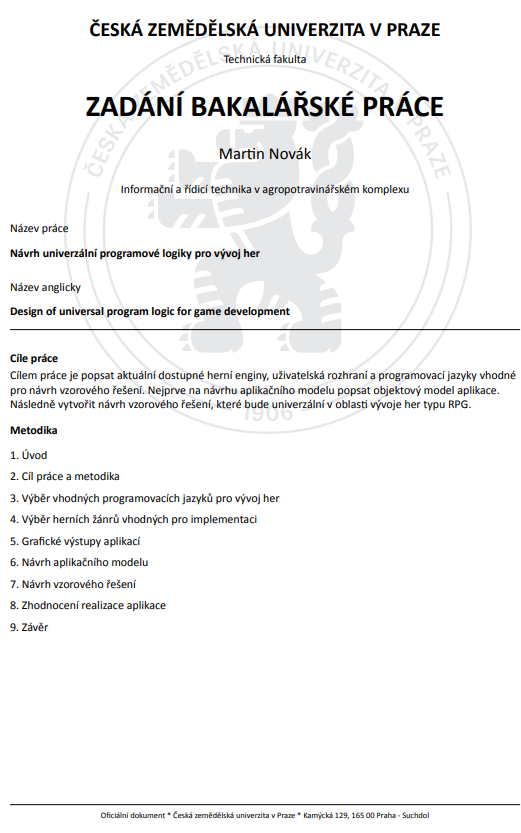 ČESKÁ ZEMĚDĚLSKÁ UNIVERZITA V PRAZE
Technická fakulta
ZADÁNÍ BAKALÁŘSKÉ PRÁCE
Martin Novák
Informační a řídicí technika v agropotravinářském komplexu
Název práce
Návrh univerzální programové logiky pro vývoj her
Název anglicky
Design of universal program logic for game development
Cíle práce
Cílem práce je popsat aktuální dostupné herní enginy, uživatelská rozhraní a programovací jazyky vhodné
pro návrh vzorového řešení. Nejprve na návrhu aplikačního modelu popsat objektový model aplikace.
Následně vytvořit návrh vzorového řešení, které bude univerzální v oblasti vývoje her typu RPG.
Metodika
1. Úvod
2. Cíl práce a metodika
3. Výběr vhodných programovacích jazyků pro vývoj her
4. Výběr herních žánrů vhodných pro implementaci
5. Grafické výstupy aplikací
6. Návrh aplikačního modelu
7. Návrh vzorového řešení
8. Zhodnocení realizace aplikace
9. Závěr
Oficiální dokument * Česká zemědělská univerzita v Praze * Kamýcká 129, 165 00 Praha - Suchdol
ČESKÁ ZEMĚDĚLSKÁ UNIVERZITA V PRAZE
1906